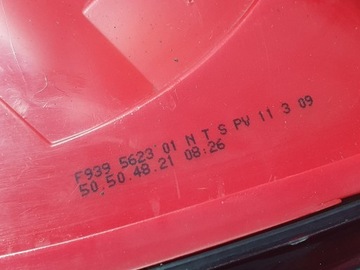 F939 5623 01 N T S PV 11 3 09
50.50.48.21 08:26